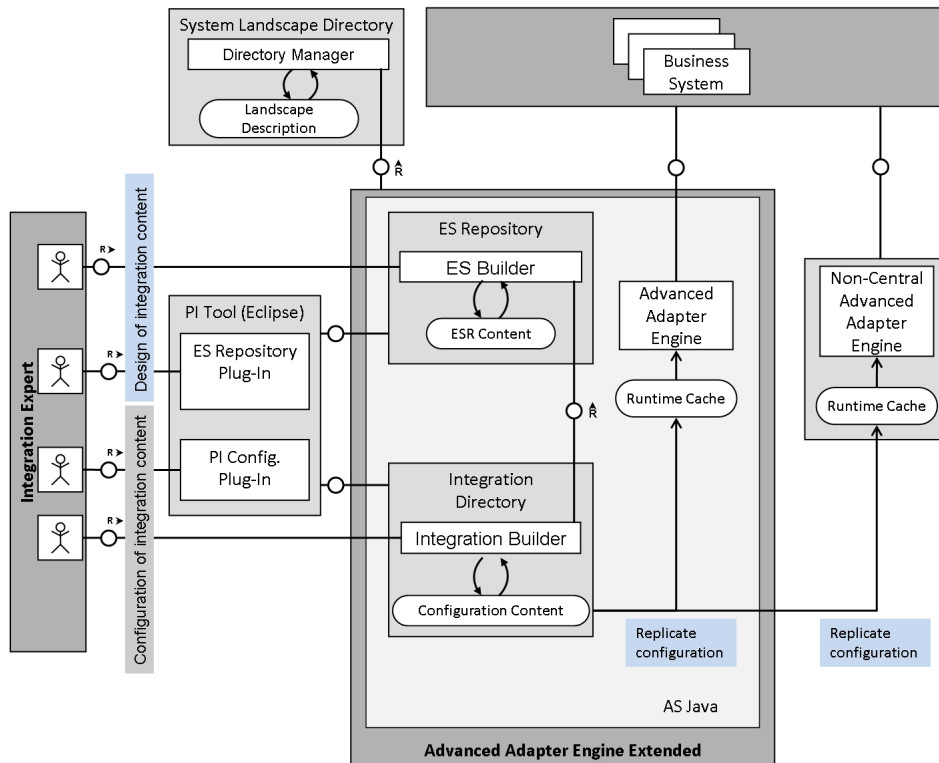 System Landscape Directory
Directory Manager
Landscape
Description
Business
System
R
Integration Expert
R
R
R
R
Design of integration content
Configuration of integration content
PI Tool (Eclipse)
ES Repository
Plug-In
PI Config.
Plug-In
ES Repository
ES Builder
ESR Content
R
Integration
Directory
Integration Builder
Configuration Content
Advanced
Adapter
Engine
Runtime Cache
Replicate
configuration
Non-Central
Advanced
Adapter
Engine
Runtime Cache
Replicate
configuration
AS Java
Advanced Adapter Engine Extended